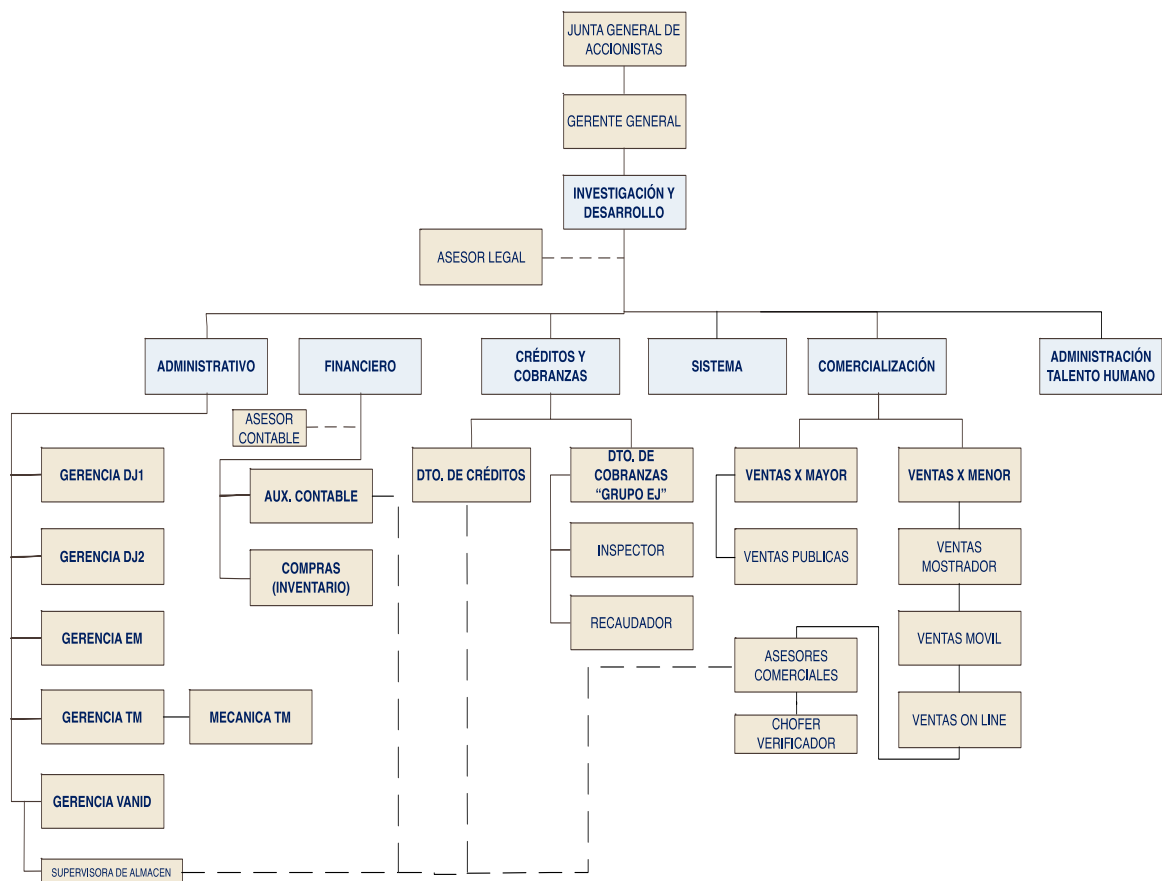 JUNTA GENERAL DE
ACCIONISTAS
GERENTE GENERAL
INVESTIGACIÓN Y
DESARROLLO
ASESOR LEGAL
ADMINISTRATIVO
FINANCIERO
CRÉDITOS Y
COBRANZAS
SISTEMA
COMERCIALIZACIÓN
ADMINISTRACIÓN
TALENTO HUMANO
ASESOR
CONTABLE
GERENCIA DJ1
AUX. CONTABLE
DTO. DE CRÉDITOS
DTO. DE
COBRANZAS
“GRUPO EJ”
VENTAS X MAYOR
VENTAS X MENOR
GERENCIA DJ2
COMPRAS
(INVENTARIO)
INSPECTOR
VENTAS PUBLICAS
VENTAS
MOSTRADOR
GERENCIA EM
RECAUDADOR
ASESORES
COMERCIALES
VENTAS MOVIL
GERENCIA TM
MECANICA TM
CHOFER
VERIFICADOR
VENTAS ON LINE
GERENCIA VANID
SUPERVISORA DE ALMACEN